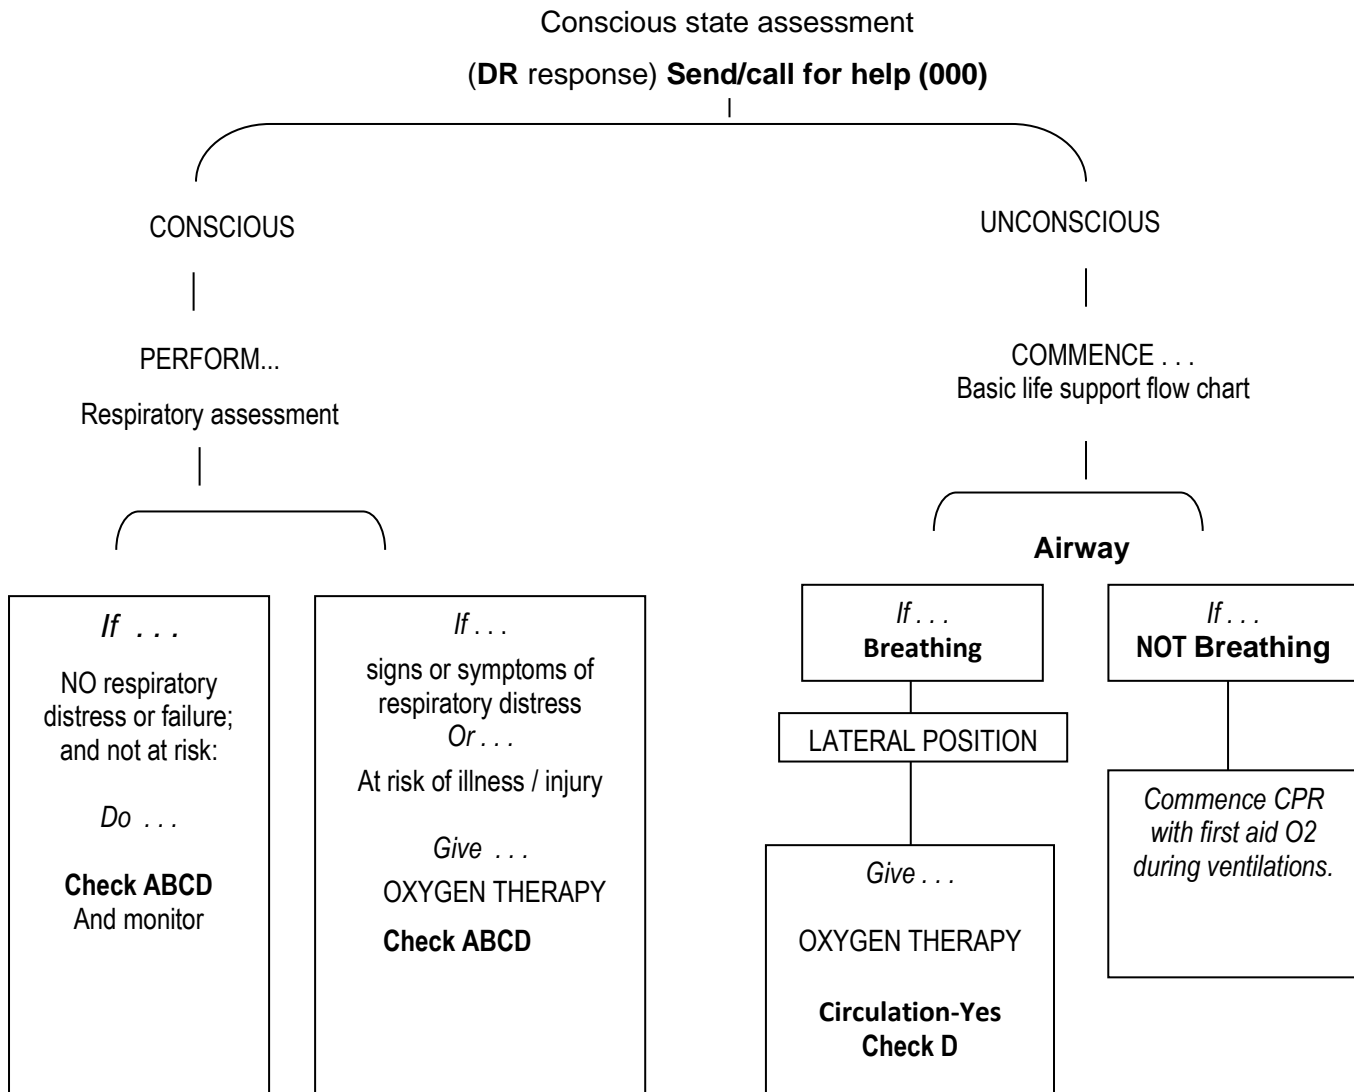 Conscious state assessment
(DR response) Send/call for help (000)
CONSCIOUS
PERFORM...
Respiratory assessment
If . . .
NO respiratory
distress or failure;
and not at risk:
Do . . .
Check ABCD
And monitor
If . . .
signs or symptoms of
respiratory distress
Or . . .
At risk of illness / injury
Give . . .
OXYGEN THERAPY
Check ABCD
UNCONSCIOUS
COMMENCE . . .
Basic life support flow chart
Airway
If . . .
Breathing
LATERAL POSITION
Give . . .
OXYGEN THERAPY
Circulation-Yes
Check D
If . . .
NOT Breathing
Commence CPR
with first aid O2
during ventilations.